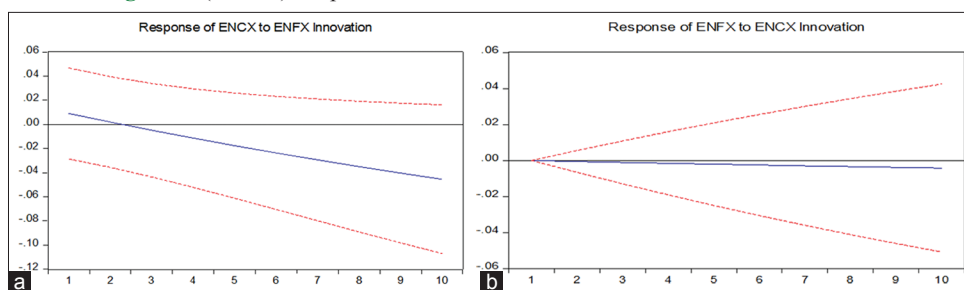 Response of ENCX to ENFX Innovation
.06
.04
.02
.00
-.02
-.04
-.06
-.08
-.10
-.12
1 2 3 4 5 6 7 8 9 10
a
Response of ENFX to ENCX Innovation
.06
.04
.02
.00
-.02
-.04
-.06
1 2 3 4 5 6 7 8 9 10
b